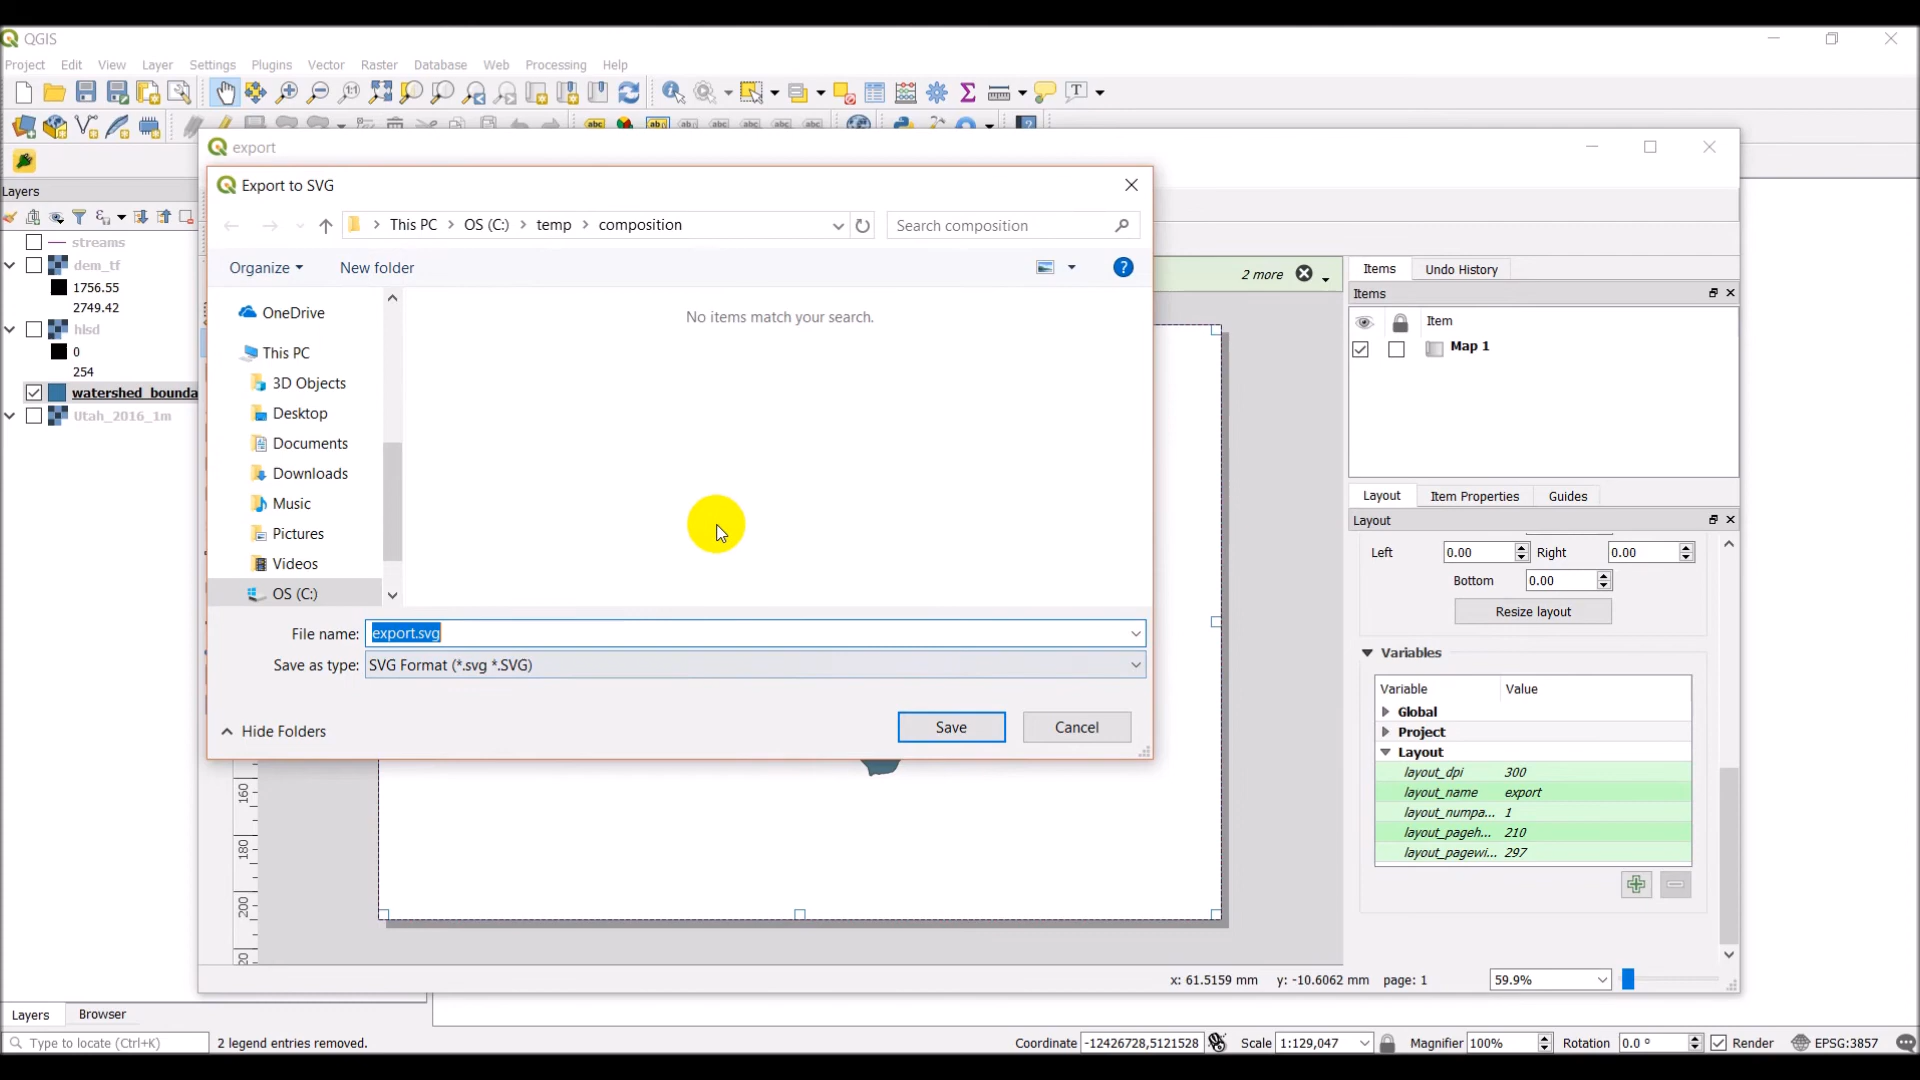 QGIS
Project Edit View Layer Settings Plugins Vector Raster Database Web Processing Help
export
Export to SVG
This PC > OS (C:) > temp > composition
Search composition
Organize
New folder
OneDrive
This PC
3D Objects
Desktop
Documents
Downloads
Music
Pictures
Videos
OS (C:)
No items match your search.
File name: export.svg
Save as type: SVG Format (*.svg *.SVG)
Hide Folders
Save
Cancel
Layers
streams
dem_tf
1756.55
2749.42
hlsd
0
254
watershed_bounda
Utah_2016_1m
2 more
Items
Undo History
Items
Item
Map 1
Layout
Item Properties
Guides
Layout
Left 0.00 Right 0.00
Bottom 0.00
Resize layout
Variables
Variable Value
Global
Project
Layout
layout_dpi 300
layout_name export
layout_numpa... 1
layout_pageh... 210
layout_pagewi... 297
160
180
200
x: 61.5159 mm y: -10.6062 mm page: 1
59.9%
Layers
Browser
Type to locate (Ctrl+K)
2 legend entries removed.
Coordinate -12426728,5121528
Scale 1:129,047
Magnifier 100%
Rotation 0.0 °
Render
EPSG:3857